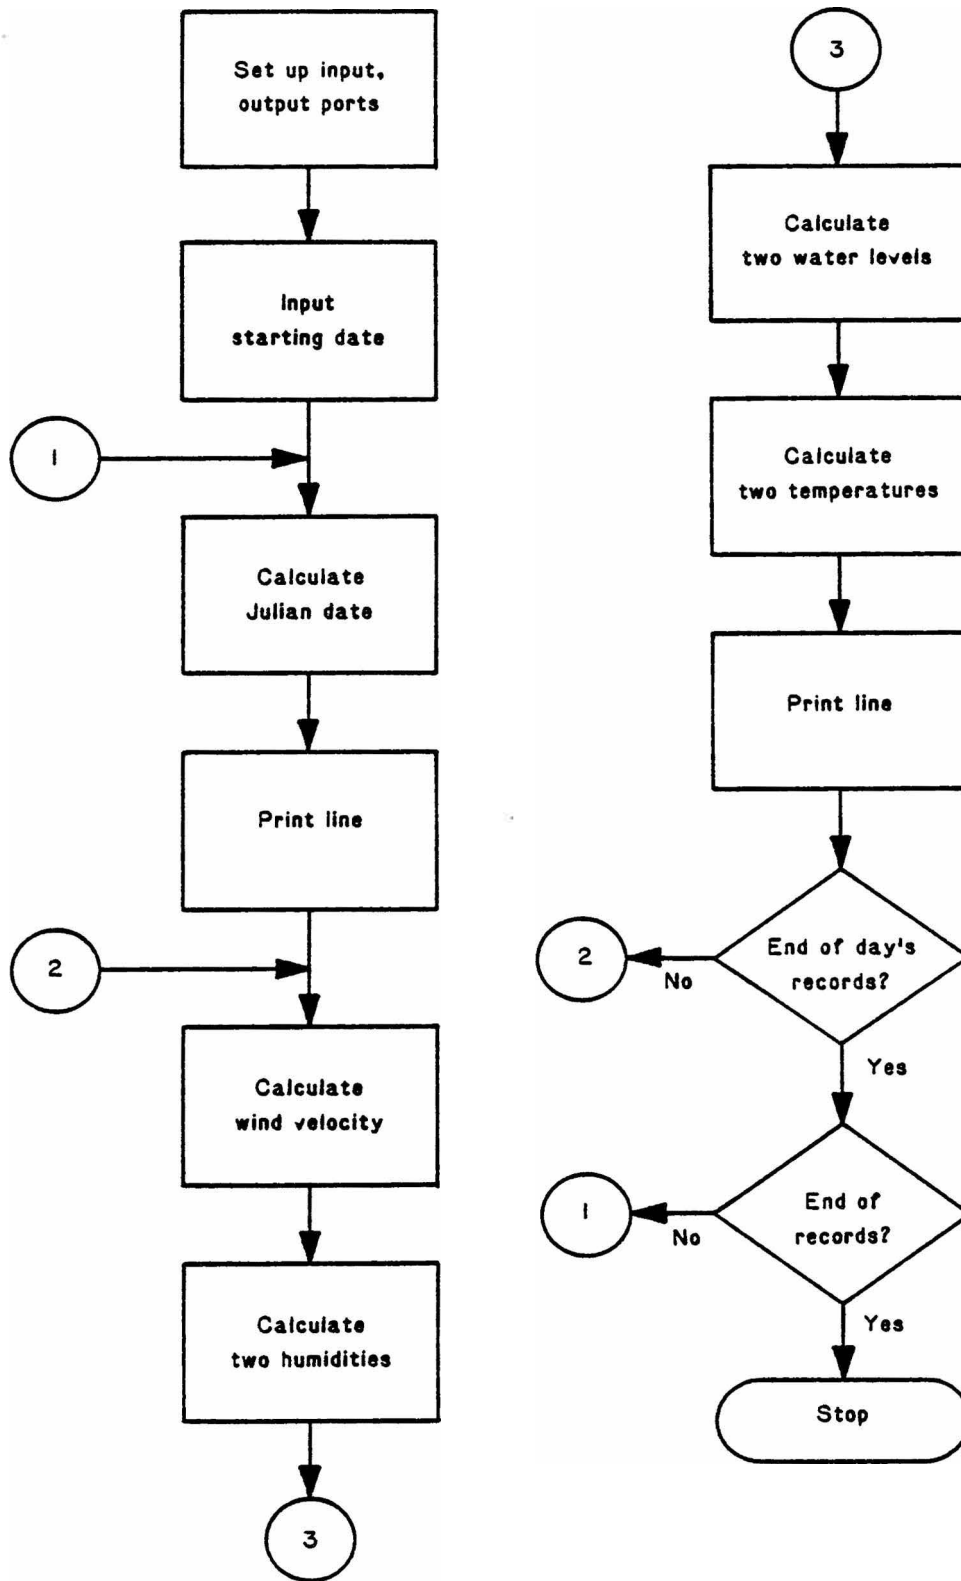 Set up input,
output ports
Input
starting date
1
Calculate
Julian date
Print line
2
Calculate
wind velocity
Calculate
two humidities
3
3
Calculate
two water levels
Calculate
two temperatures
Print line
End of day's
records?
2
No
Yes
End of
records?
1
No
Yes
Stop